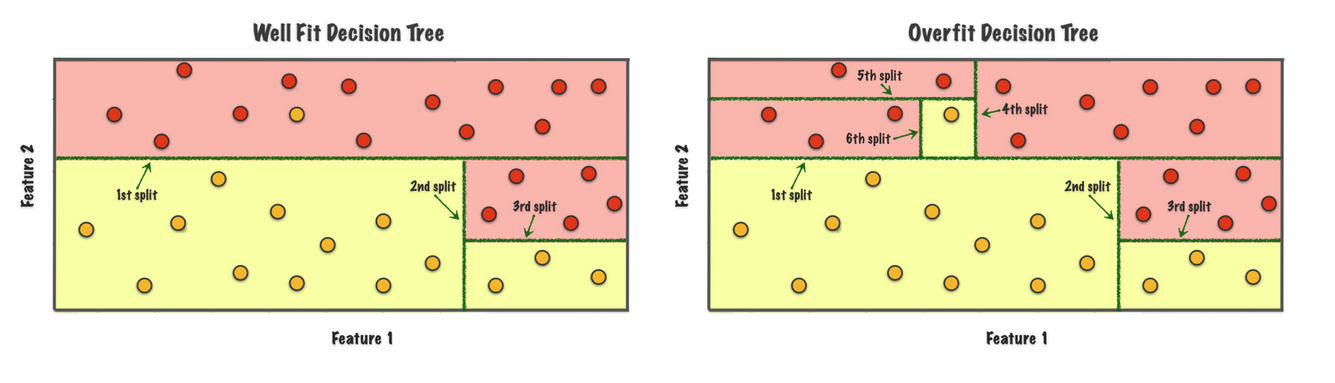 Well Fit Decision Tree
Feature 2
1st split
2nd split
3rd split
Feature 1
Overfit Decision Tree
Feature 2
5th split
4th split
6th split
1st split
2nd split
3rd split
Feature 1